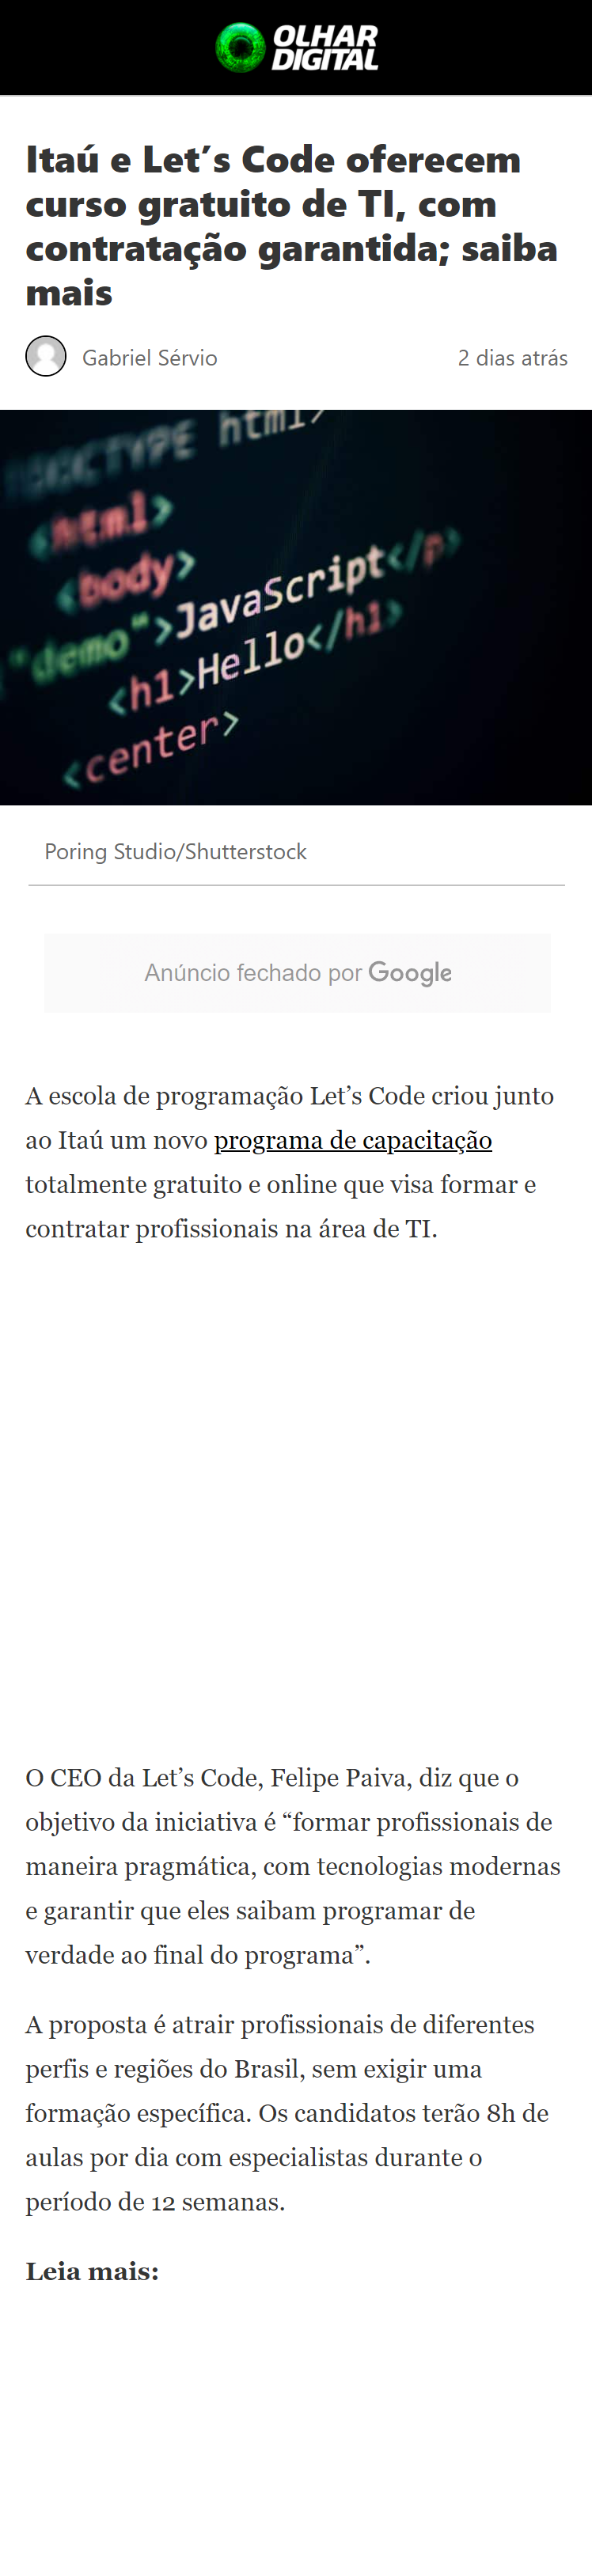 OLHAR
DIGITAL
Itaú e Let´s Code oferecem
curso gratuito de TI, com
contratação garantida; saiba
mais
Gabriel Sérvio
2 dias atrás
!DOCTYPE html>
<html>
<body>
"demo">JavaScript</p>
<h1>Hello</h1>
<center>
Poring Studio/Shutterstock
Anúncio fechado por Google
A escola de programação Let’s Code criou junto
ao Itaú um novo programa de capacitação
totalmente gratuito e online que visa formar e
contratar profissionais na área de TI.
O CEO da Let’s Code, Felipe Paiva, diz que o
objetivo da iniciativa é “formar profissionais de
maneira pragmática, com tecnologias modernas
e garantir que eles saibam programar de
verdade ao final do programa”.
A proposta é atrair profissionais de diferentes
perfis e regiões do Brasil, sem exigir uma
formação específica. Os candidatos terão 8h de
aulas por dia com especialistas durante o
período de 12 semanas.
Leia mais: